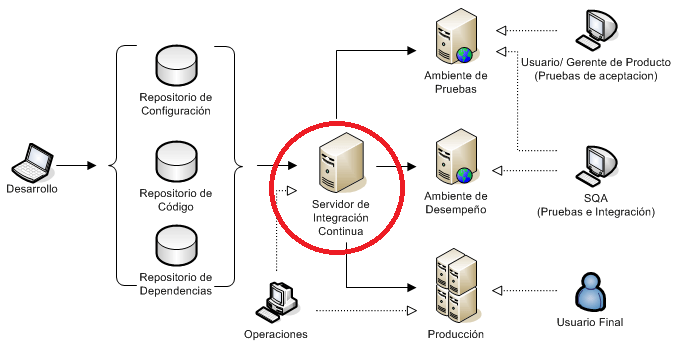 Repositorio de
Configuración
Desarrollo
Repositorio de
Código
Repositorio de
Dependencias
Servidor de
Integración
Continua
Operaciones
Ambiente de
Pruebas
Ambiente de
Desempeño
Producción
Usuario/ Gerente de Producto
(Pruebas de aceptacion)
SQA
(Pruebas e Integración)
Usuario Final